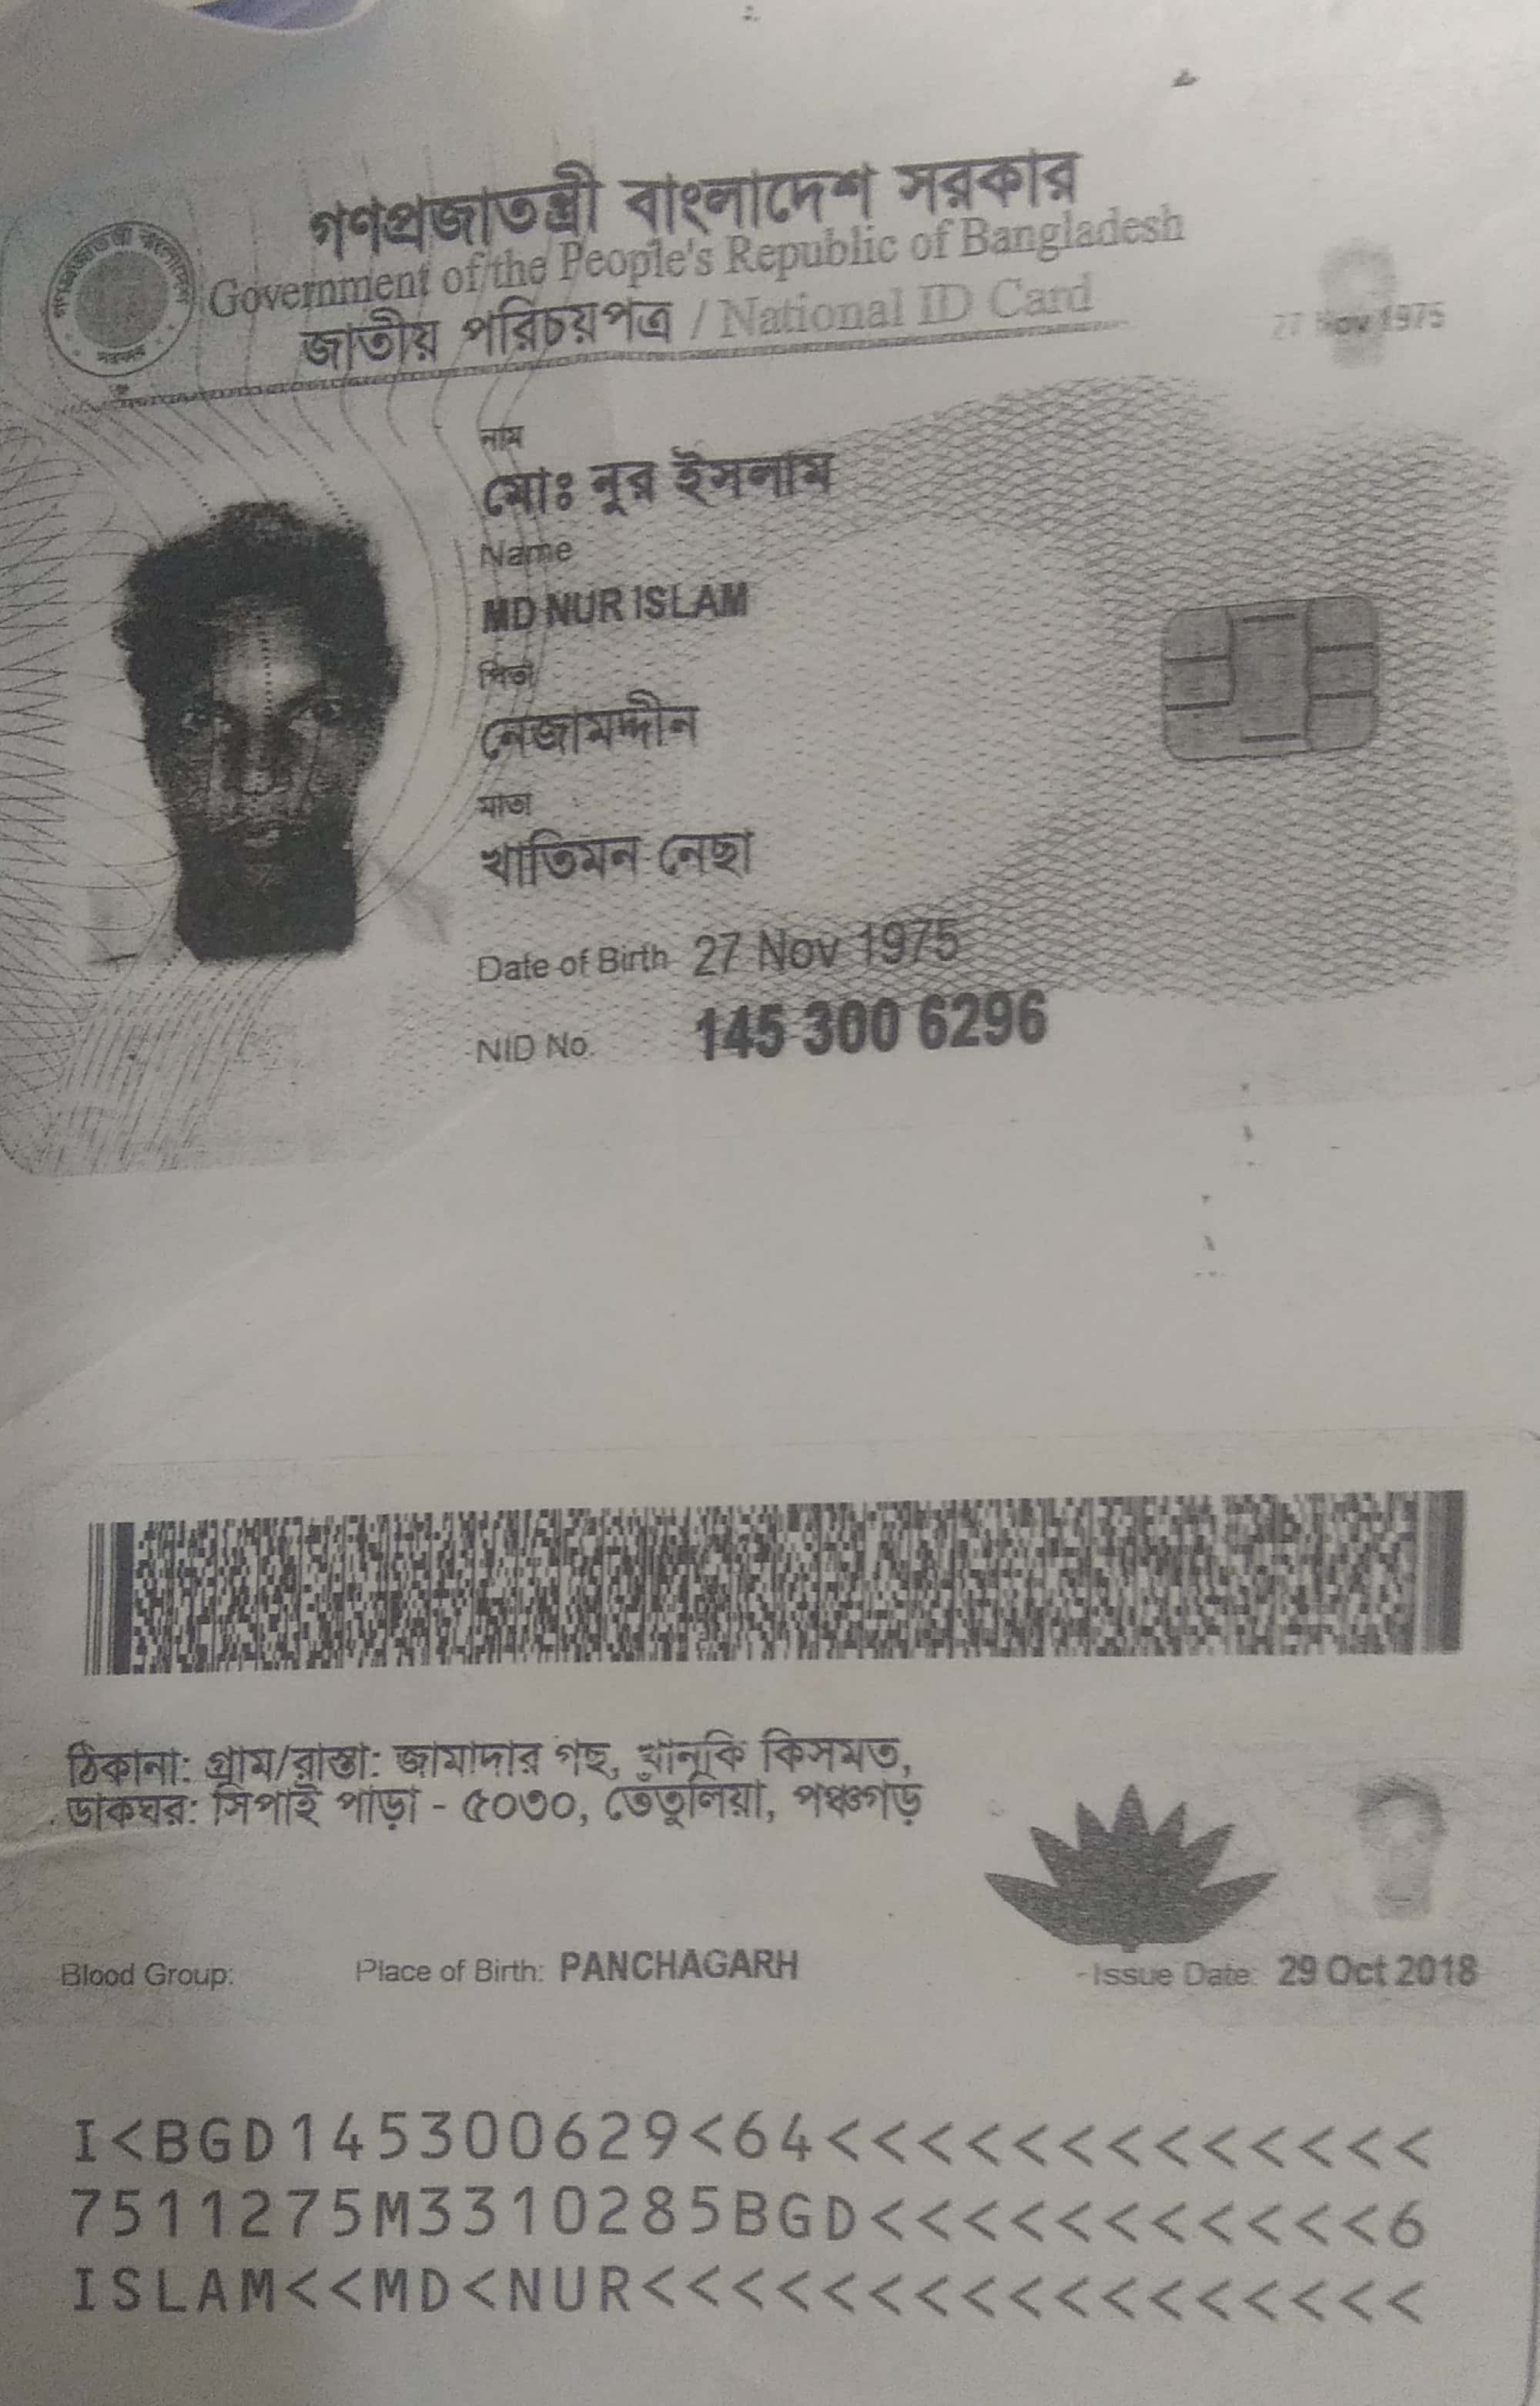 গণপ্রজাতন্ত্রী বাংলাদেশ সরকার
Government of the People's Republic of Bangladesh
জাতীয় পরিচয়পত্র / National ID Card
27 Nov 1975
নাম
মোঃ নুর ইসলাম
Name
MD NUR ISLAM
পিতা
নেজামদ্দীন
মাতা
খাতিমন নেছা
Date of Birth 27 Nov 1975
NID No. 145 300 6296
ঠিকানা: গ্রাম/রাস্তা: জামাদার গছ, খানকি কিসমত,
ডাকঘর: সিপাই পাড়া - ৫০৩০, তেঁতুলিয়া, পঞ্চগড়
Blood Group: Place of Birth: PANCHAGARH Issue Date: 29 Oct 2018
I<BGD145300629<64<<<<<<<<<<<<<
7511275M3310285BGD<<<<<<<<<<<6
ISLAM<<MD<NUR<<<<<<<<<<<<<<<<<